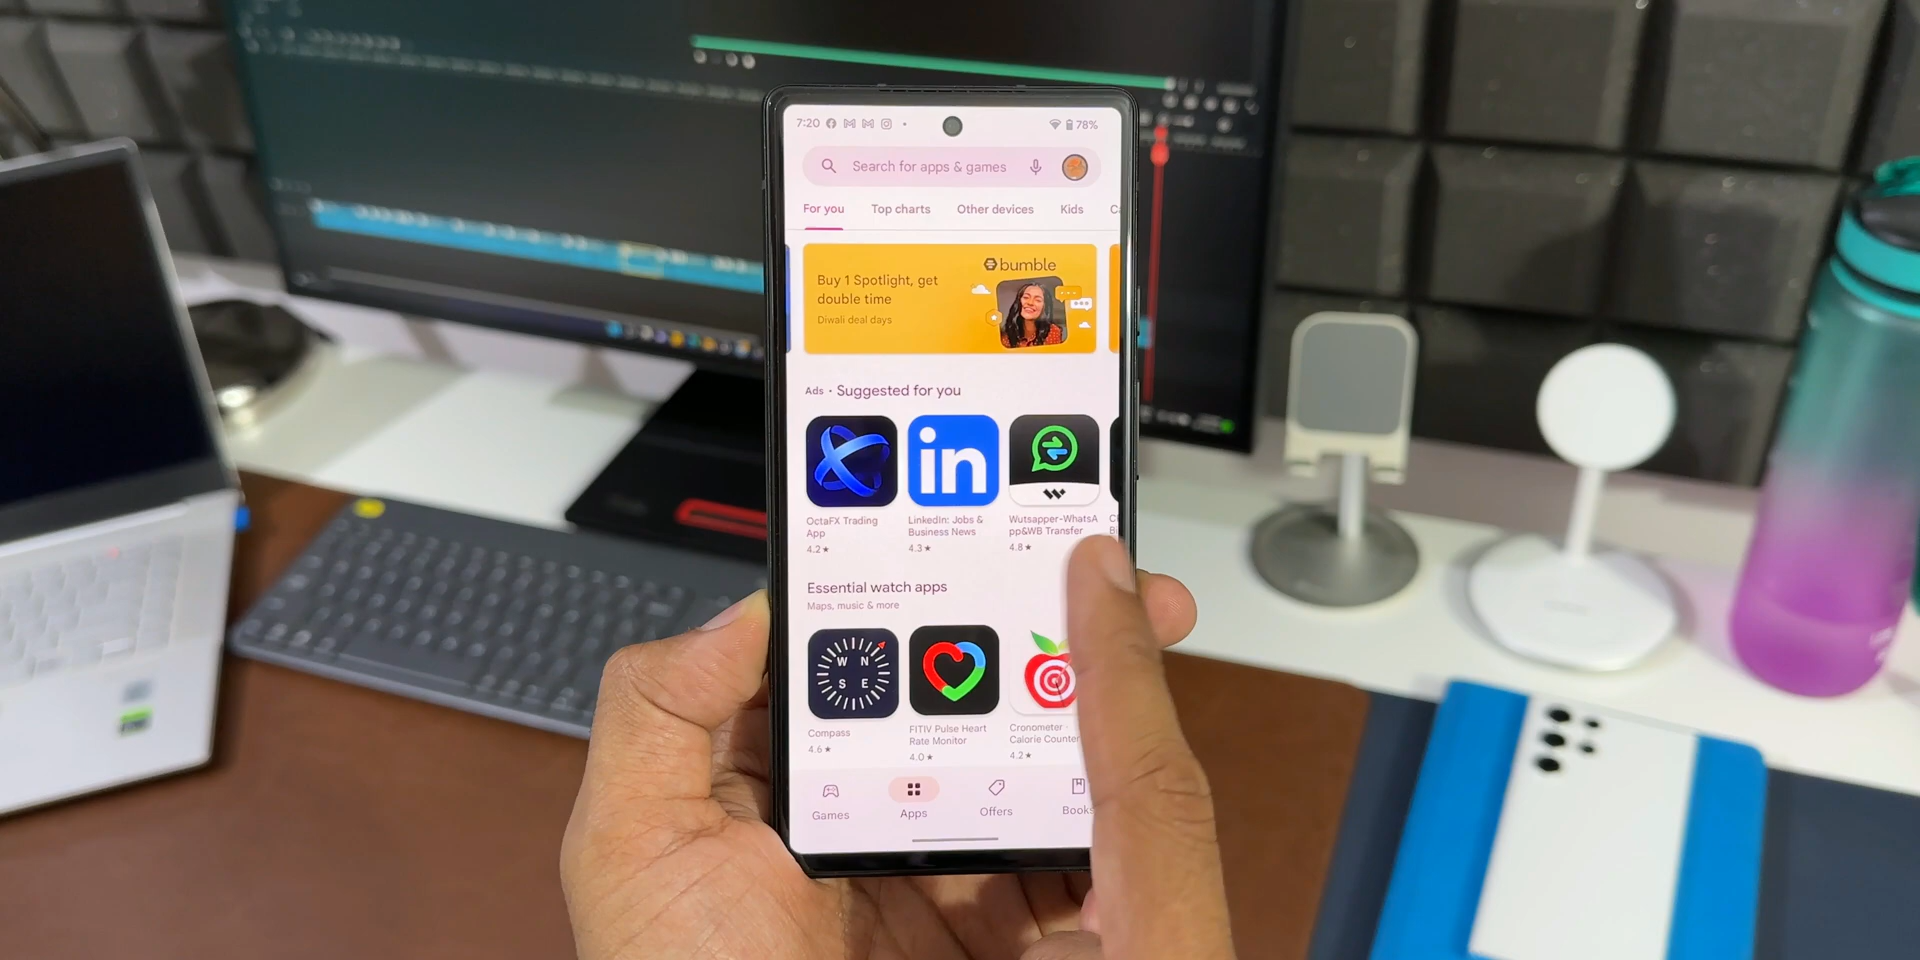 7:20 78%
Search for apps & games
For you Top charts Other devices Kids
bumble
Buy 1 Spotlight, get
double time
Diwali deal days
Ads · Suggested for you
in
OctaFX Trading
App
4.2★
LinkedIn: Jobs &
Business News
4.3★
Wutsapper-WhatsA
pp&WB Transfer
4.8★
Essential watch apps
Maps, music & more
W N
S E
Compass
4.6★
FITIV Pulse Heart
Rate Monitor
4.0★
Cronometer -
Calorie Counter
4.2★
Games Apps Offers Books